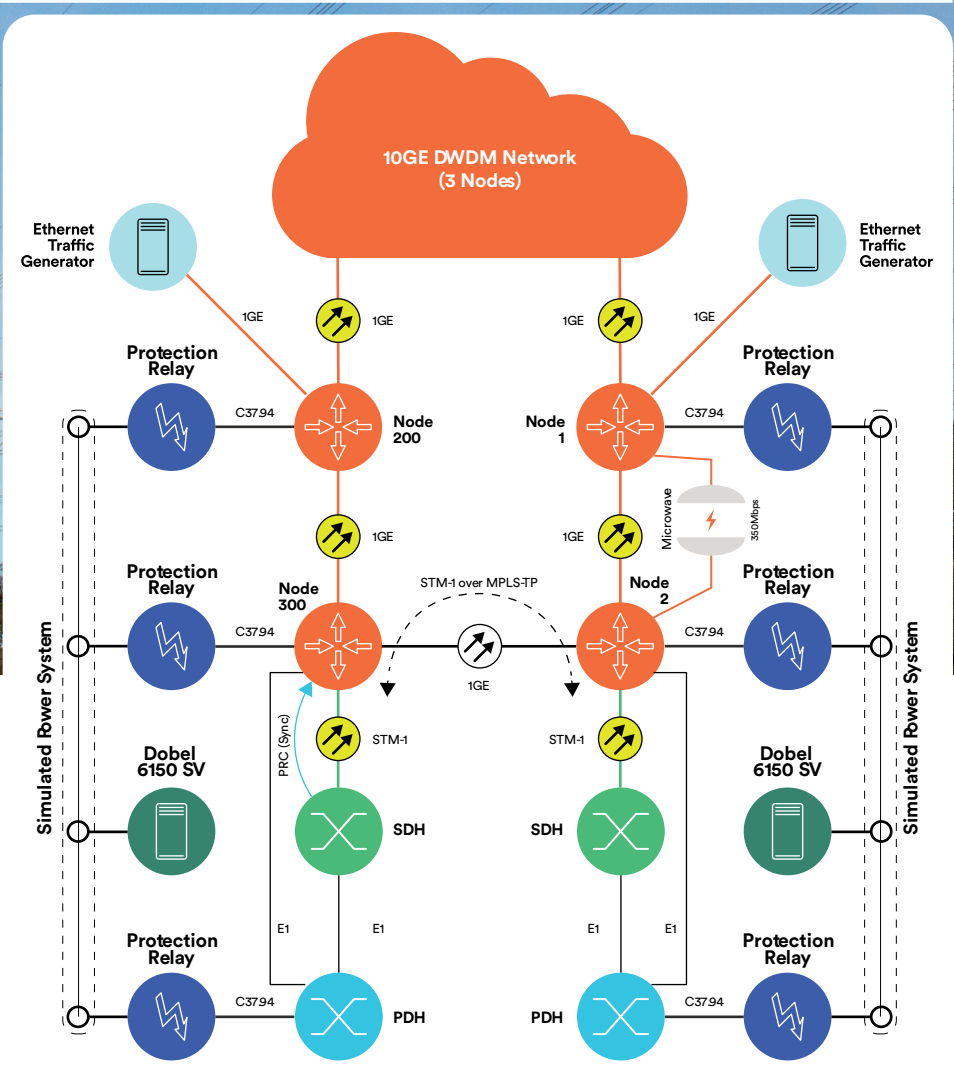 10GE DWDM Network
(3 Nodes)
Ethernet
Traffic
Generator
Ethernet
Traffic
Generator
1GE
1GE
1GE
1GE
Protection
Relay
Protection
Relay
C37.94
Node
200
Node
1
C37.94
Microwave
350Mbps
1GE
1GE
Protection
Relay
Node
300
STM-1 over MPLS-TP
Node
2
Protection
Relay
C37.94
C37.94
1GE
Simulated Power System
Simulated Power System
PRC (Sync)
STM-1
STM-1
Dobel
6150 SV
Dobel
6150 SV
SDH
SDH
E1
E1
E1
E1
Protection
Relay
Protection
Relay
C37.94
PDH
PDH
C37.94